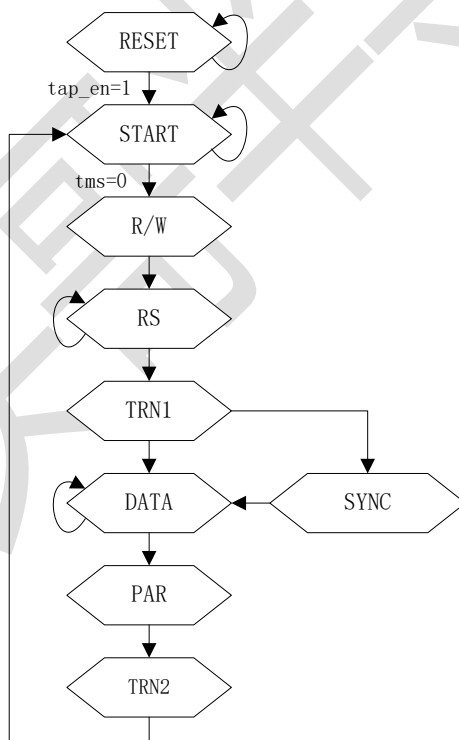 RESET
tap_en=1
START
tms=0
R/W
RS
TRN1
DATA
SYNC
PAR
TRN2